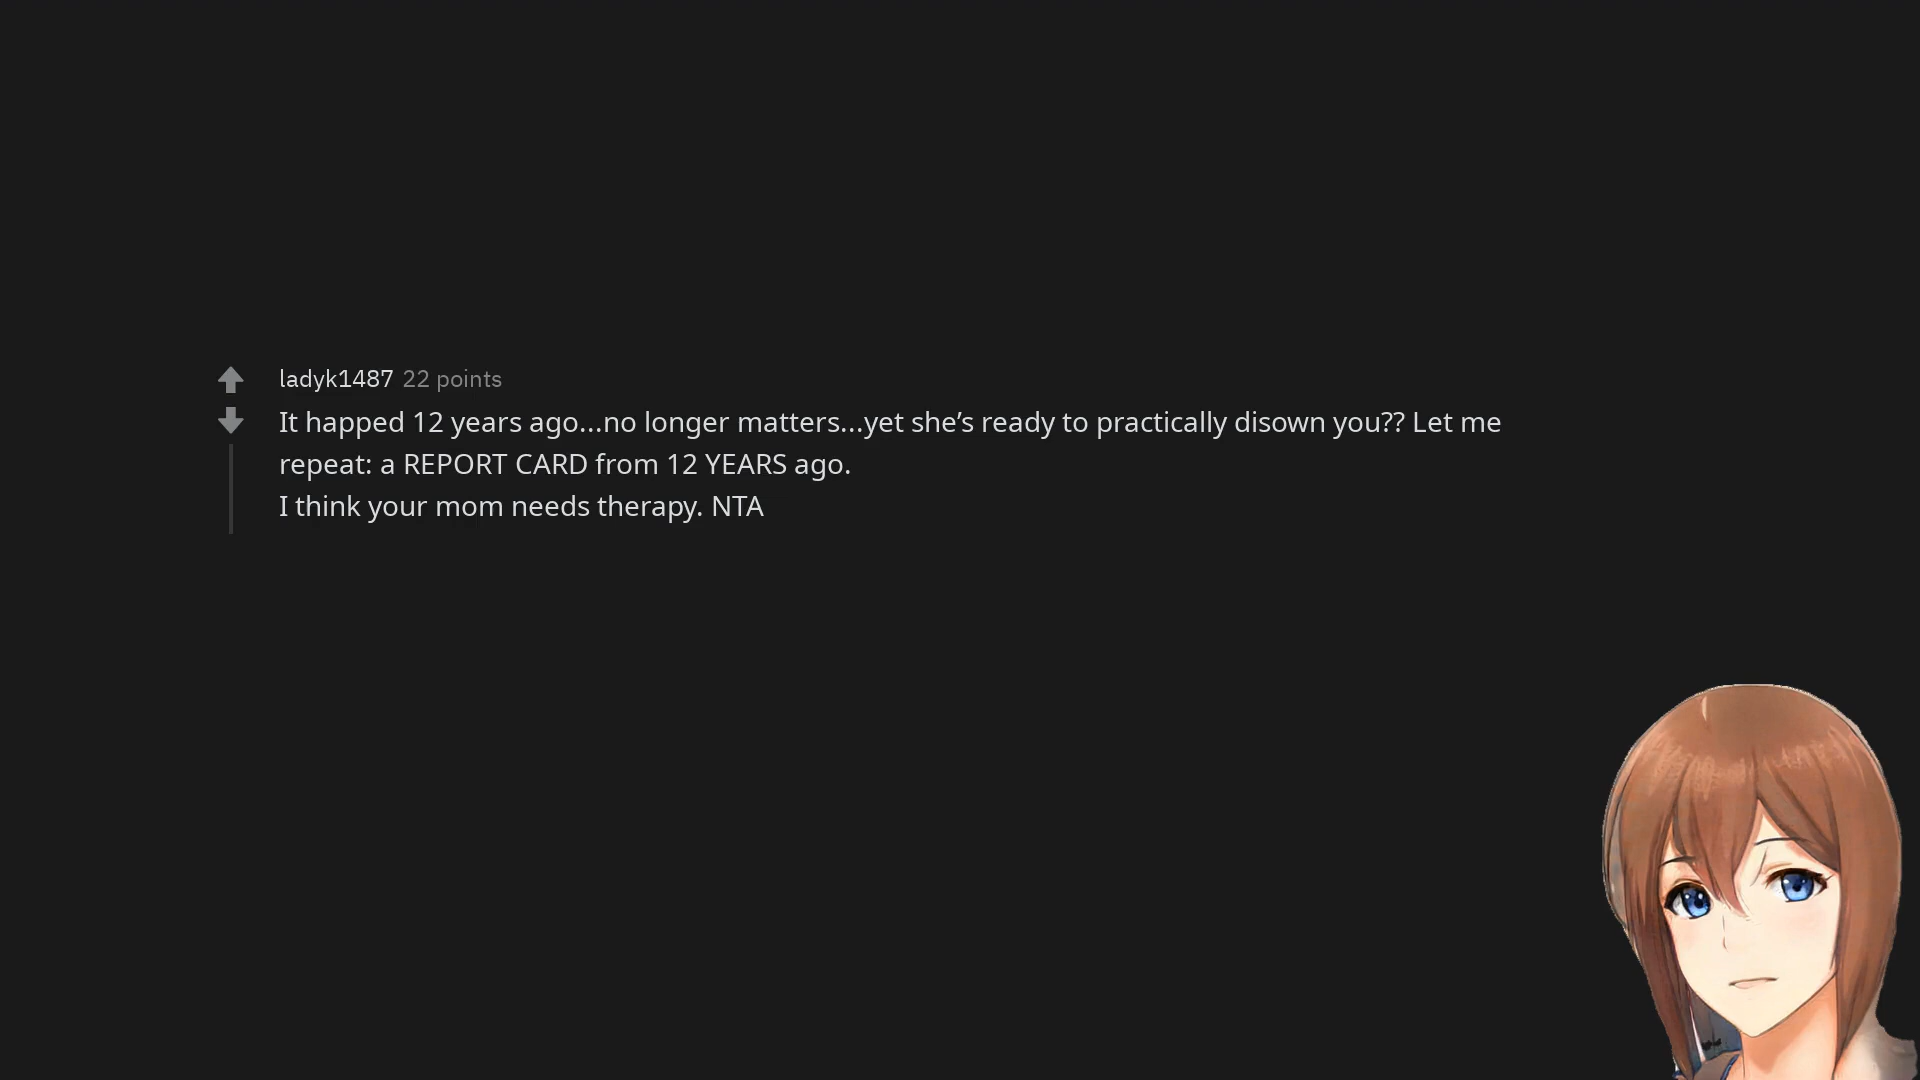 ladyk1487 22 points
It happed 12 years ago...no longer matters...yet she’s ready to practically disown you?? Let me
repeat: a REPORT CARD from 12 YEARS ago.
I think your mom needs therapy. NTA